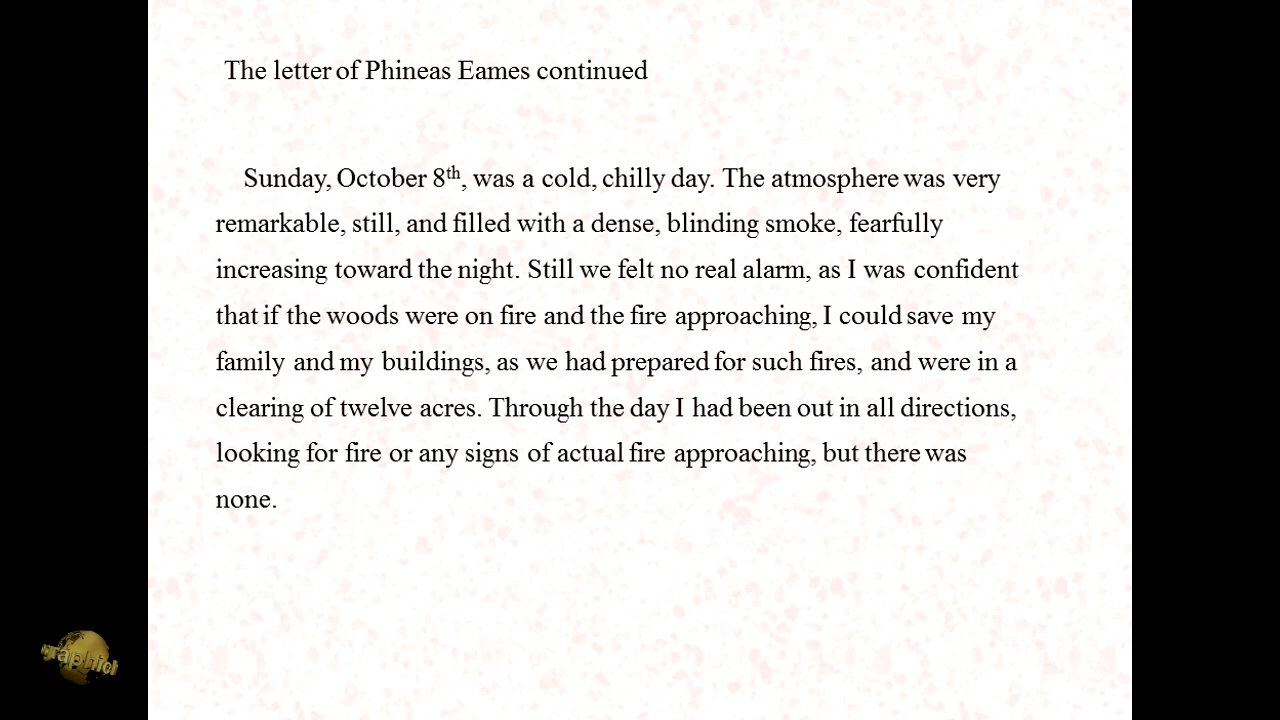 The letter of Phineas Eames continued
Sunday, October 8th, was a cold, chilly day. The atmosphere was very
remarkable, still, and filled with a dense, blinding smoke, fearfully
increasing toward the night. Still we felt no real alarm, as I was confident
that if the woods were on fire and the fire approaching, I could save my
family and my buildings, as we had prepared for such fires, and were in a
clearing of twelve acres. Through the day I had been out in all directions,
looking for fire or any signs of actual fire approaching, but there was
none.